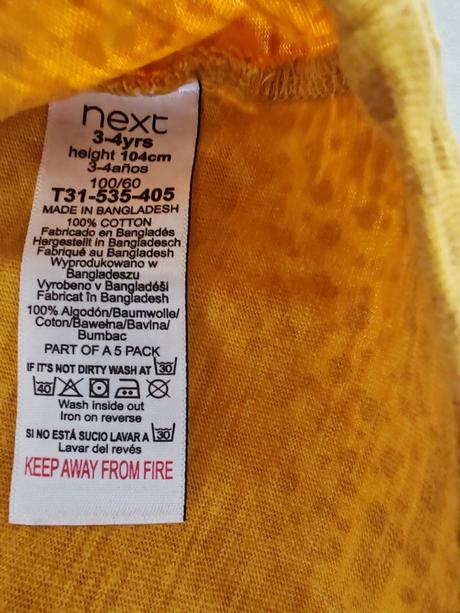 next
3-4yrs
height 104cm
3-4años
100/60
T31-535-405
MADE IN BANGLADESH
100% COTTON
Fabricado en Bangladés
Hergestellt in Bangladesch
Fabriqué au Bangladesh
Wyprodukowano w
Bangladeszu
Vyrobeno v Bangladéši
Fabricat în Bangladesh
100% Algodón/Baumwolle/
Coton/Bawełna/Bavlna/
Bumbac
PART OF A 5 PACK
IF IT'S NOT DIRTY WASH AT 30
40
Wash inside out
Iron on reverse
SI NO ESTÁ SUCIO LAVAR A 30
Lavar del revés
KEEP AWAY FROM FIRE